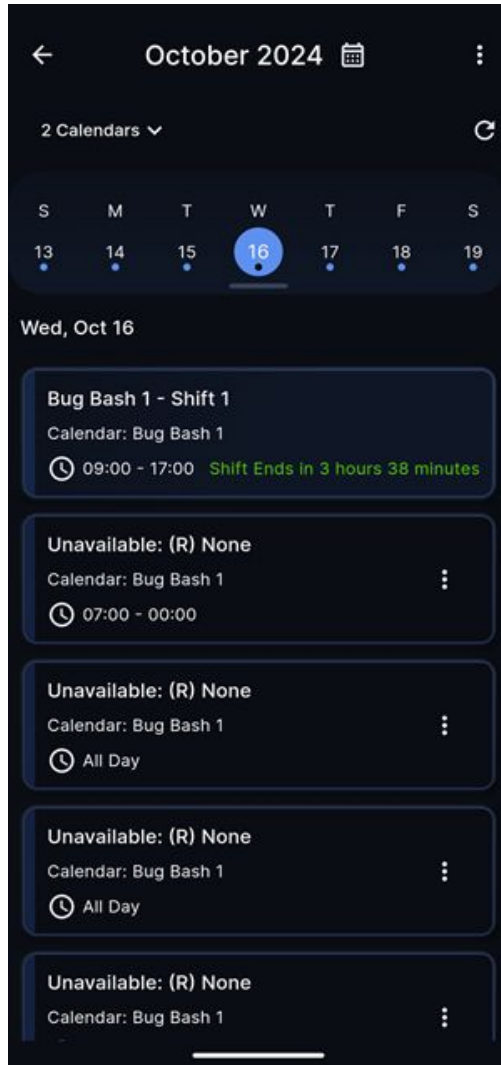 October 2024
2 Calendars
S M T W T F S
13 14 15 16 17 18 19
Wed, Oct 16
Bug Bash 1 - Shift 1
Calendar: Bug Bash 1
09:00 - 17:00 Shift Ends in 3 hours 38 minutes
Unavailable: (R) None
Calendar: Bug Bash 1
07:00 - 00:00
Unavailable: (R) None
Calendar: Bug Bash 1
All Day
Unavailable: (R) None
Calendar: Bug Bash 1
All Day
Unavailable: (R) None
Calendar: Bug Bash 1